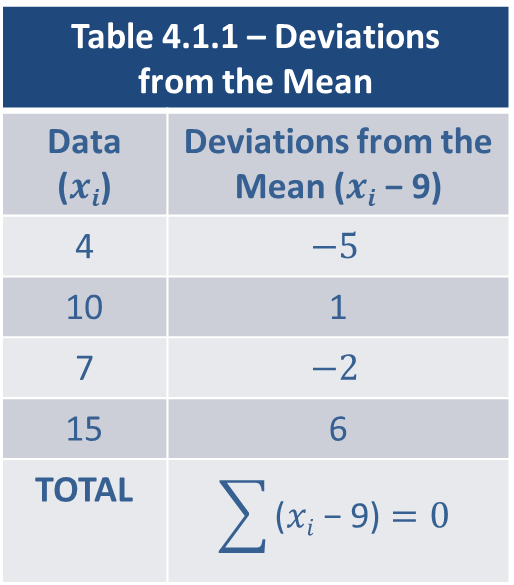 Table 4.1.1 – Deviations
from the Mean
Data
(xᵢ)
Deviations from the
Mean (xᵢ – 9)
4
−5
10
1
7
−2
15
6
TOTAL
∑(xᵢ – 9) = 0